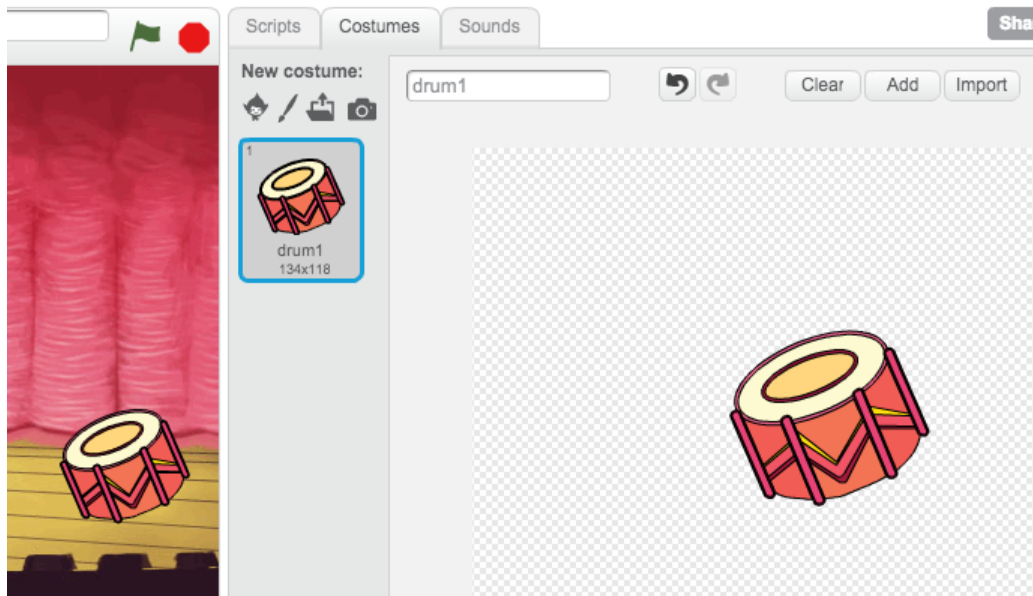 Scripts Costumes Sounds Sha
New costume:
drum1 Clear Add Import
1
drum1
134x118